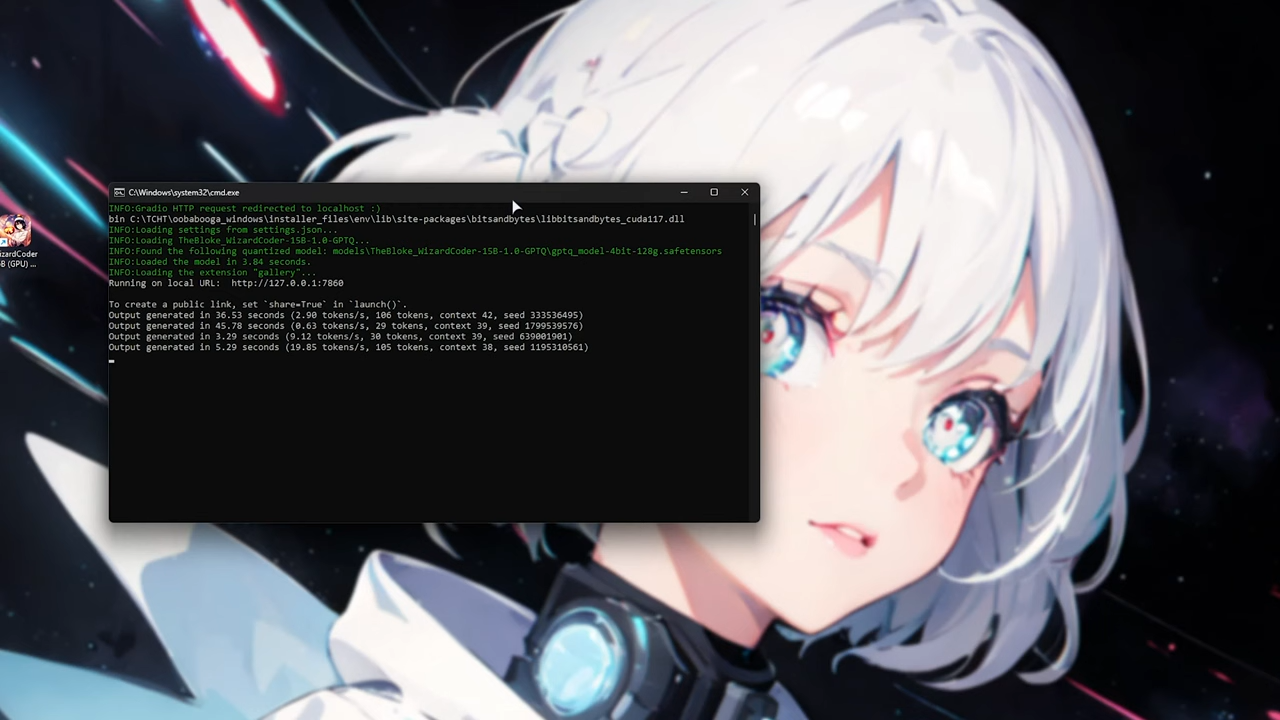 C:\Windows\system32\cmd.exe
INFO:Gradio HTTP request redirected to localhost :)
bin C:\TCHT\oobabooga_windows\installer_files\env\lib\site-packages\bitsandbytes\libbitsandbytes_cuda117.dll
INFO:Loading settings from settings.json...
INFO:Loading TheBloke_WizardCoder-15B-1.0-GPTQ...
INFO:Found the following quantized model: models\TheBloke_WizardCoder-15B-1.0-GPTQ\gptq_model-4bit-128g.safetensors
INFO:Loaded the model in 3.84 seconds.
INFO:Loading the extension "gallery"...
Running on local URL:  http://127.0.0.1:7860
To create a public link, set `share=True` in `launch()`.
Output generated in 36.53 seconds (2.90 tokens/s, 106 tokens, context 42, seed 333536495)
Output generated in 45.78 seconds (0.63 tokens/s, 29 tokens, context 39, seed 1799539576)
Output generated in 3.29 seconds (9.12 tokens/s, 30 tokens, context 39, seed 639001901)
Output generated in 5.29 seconds (19.85 tokens/s, 105 tokens, context 38, seed 1195310561)
izardCoder
B (GPU) ...